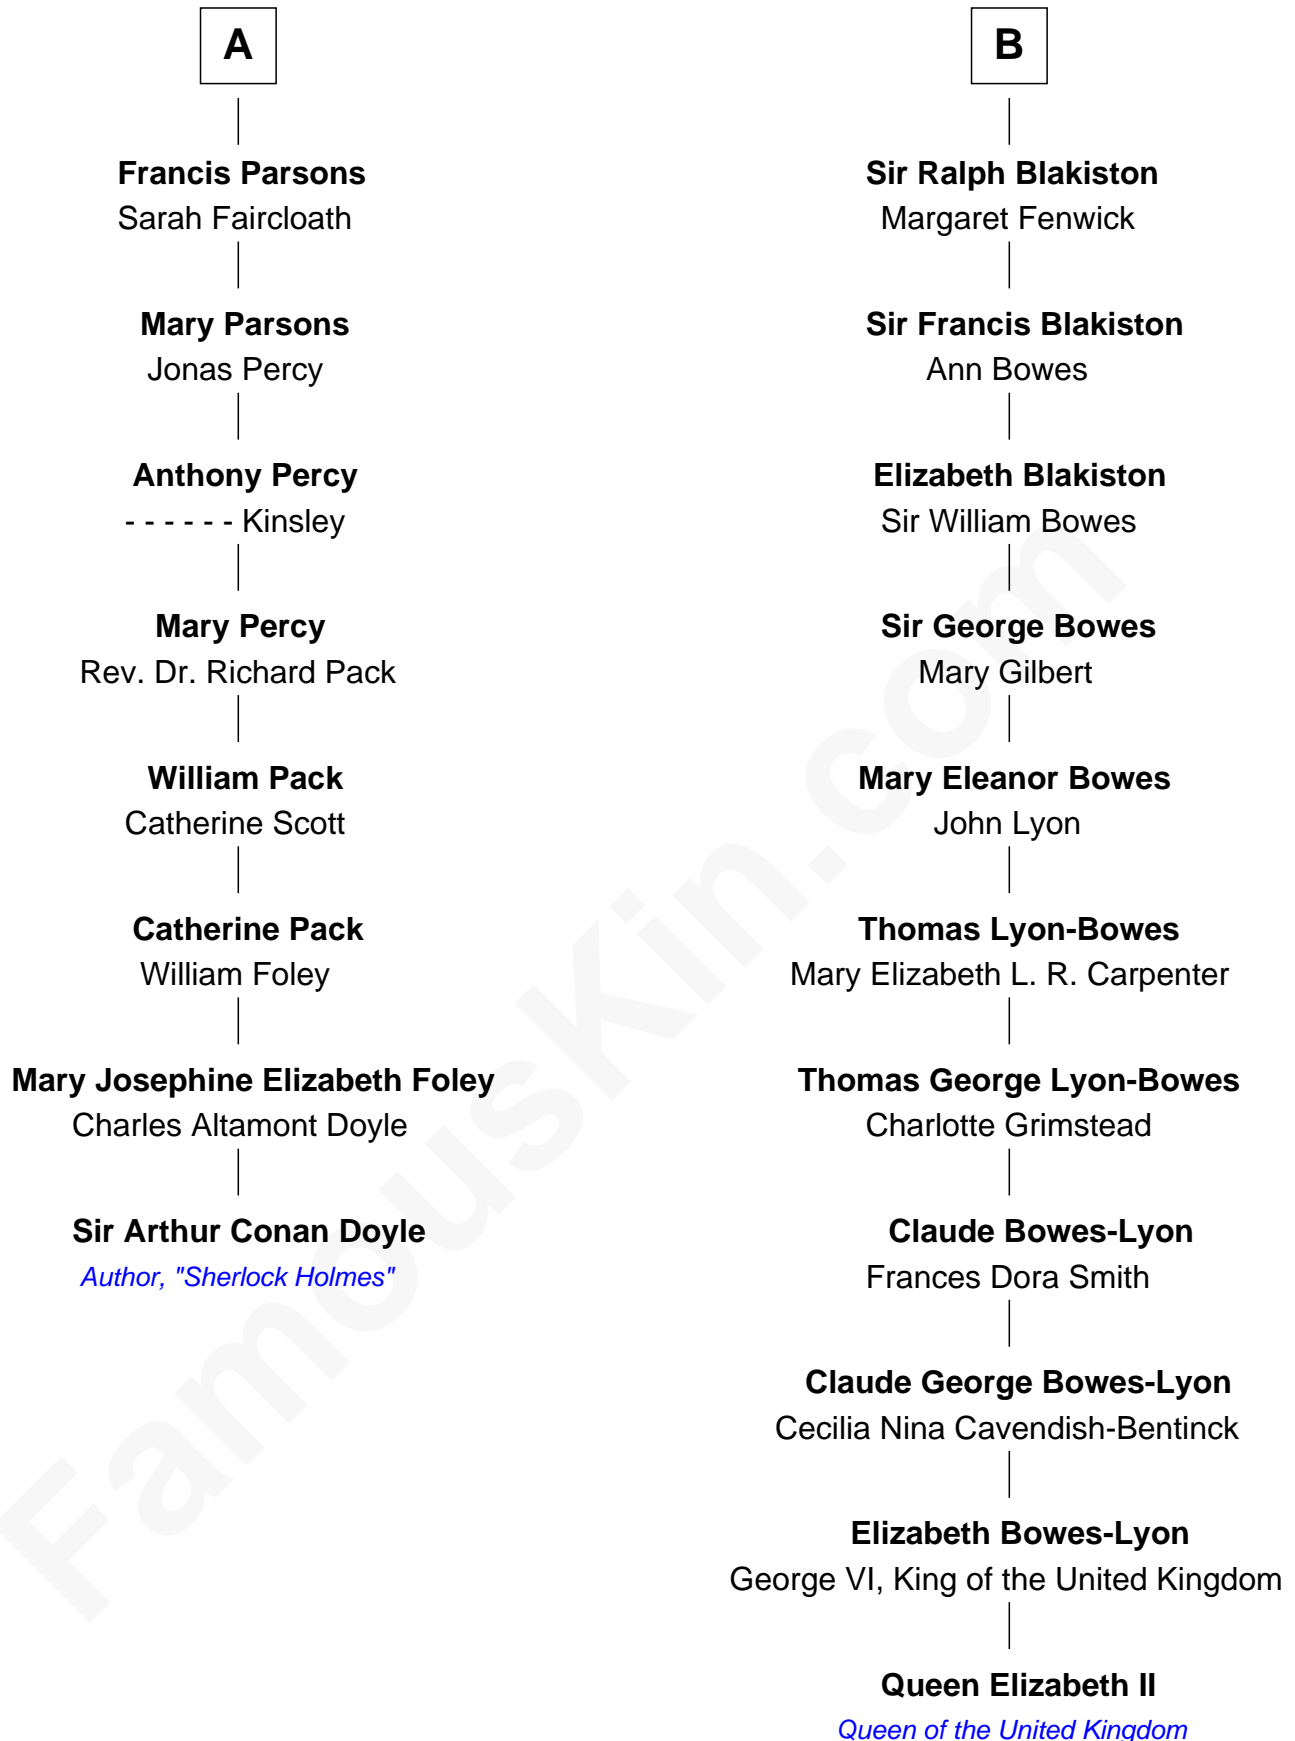 A
Francis Parsons
Sarah Faircloath
Mary Parsons
Jonas Percy
Anthony Percy
- - - - - - Kinsley
Mary Percy
Rev. Dr. Richard Pack
William Pack
Catherine Scott
Catherine Pack
William Foley
Mary Josephine Elizabeth Foley
Charles Altamont Doyle
Sir Arthur Conan Doyle
Author, "Sherlock Holmes"
B
Sir Ralph Blakiston
Margaret Fenwick
Sir Francis Blakiston
Ann Bowes
Elizabeth Blakiston
Sir William Bowes
Sir George Bowes
Mary Gilbert
Mary Eleanor Bowes
John Lyon
Thomas Lyon-Bowes
Mary Elizabeth L. R. Carpenter
Thomas George Lyon-Bowes
Charlotte Grimstead
Claude Bowes-Lyon
Frances Dora Smith
Claude George Bowes-Lyon
Cecilia Nina Cavendish-Bentinck
Elizabeth Bowes-Lyon
George VI, King of the United Kingdom
Queen Elizabeth II
Queen of the United Kingdom
FamousKin.com